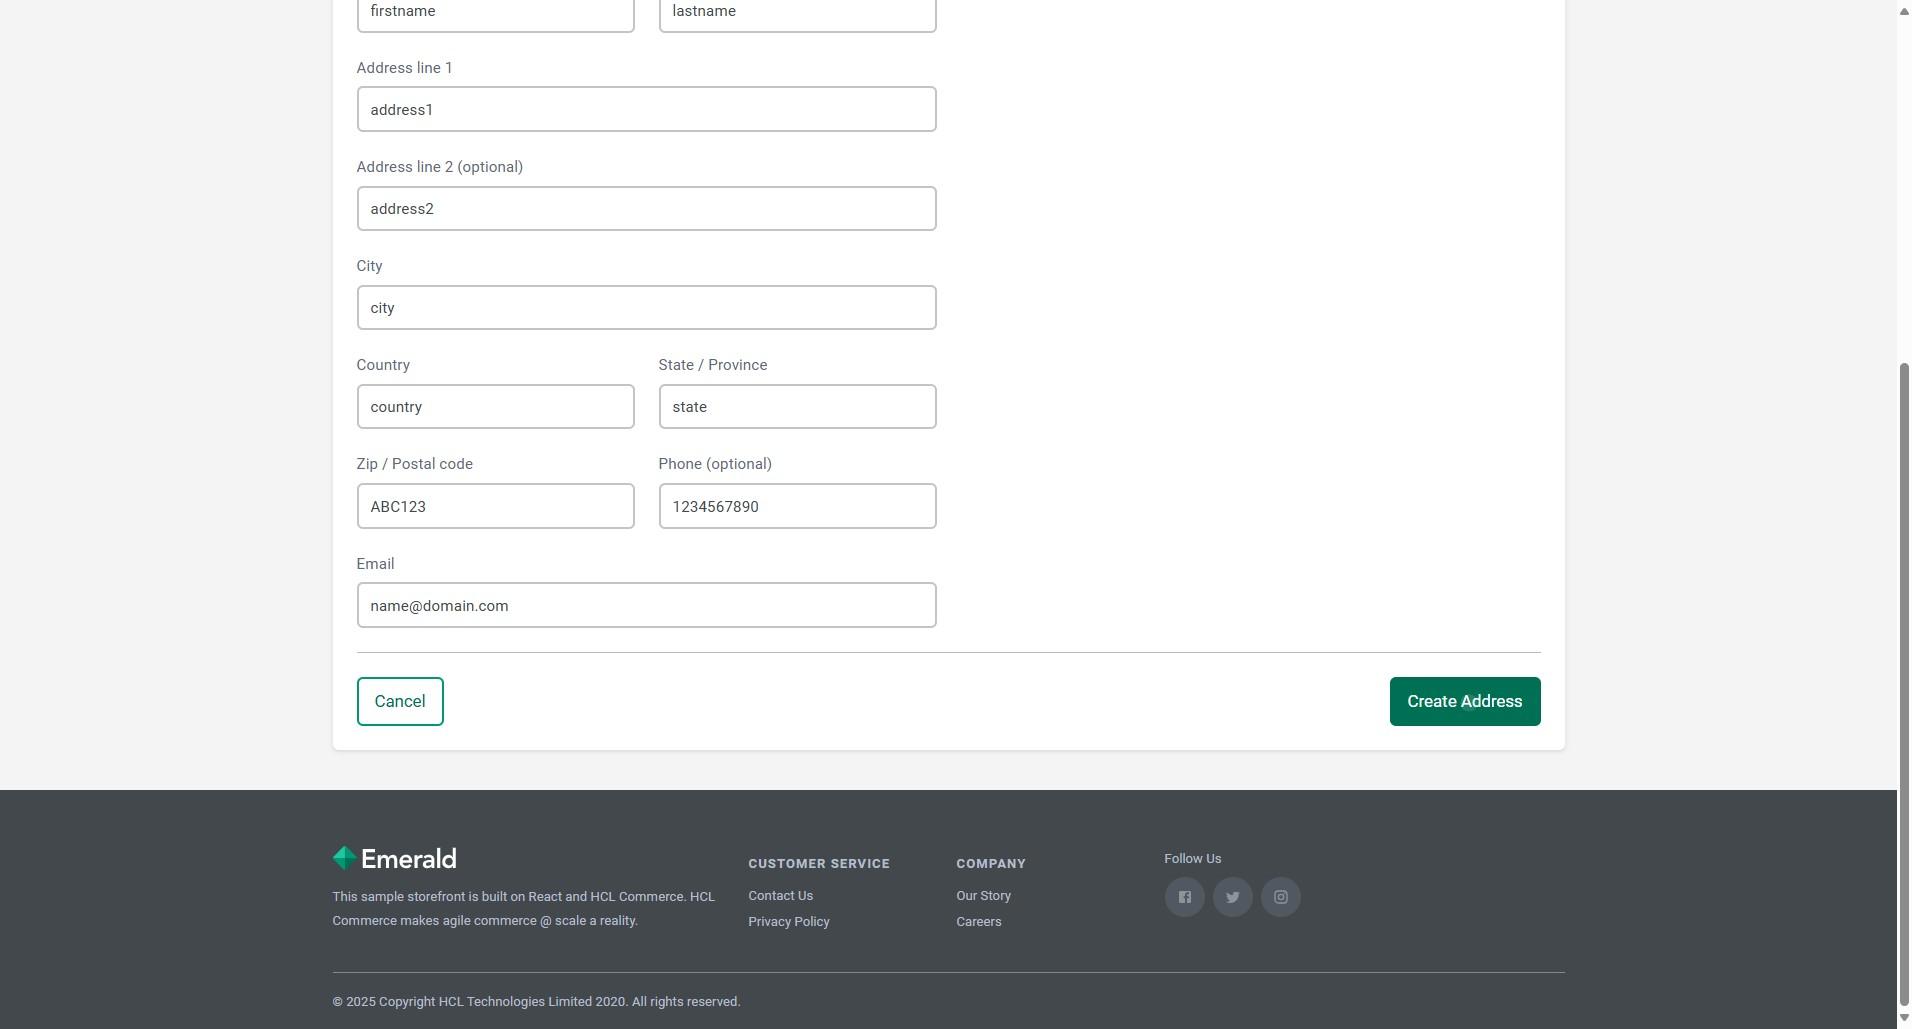 firstname lastname
Address line 1
address1
Address line 2 (optional)
address2
City
city
Country State / Province
country state
Zip / Postal code Phone (optional)
ABC123 1234567890
Email
name@domain.com
Cancel Create Address
Emerald
This sample storefront is built on React and HCL Commerce. HCL
Commerce makes agile commerce @ scale a reality.
CUSTOMER SERVICE
Contact Us
Privacy Policy
COMPANY
Our Story
Careers
Follow Us
© 2025 Copyright HCL Technologies Limited 2020. All rights reserved.